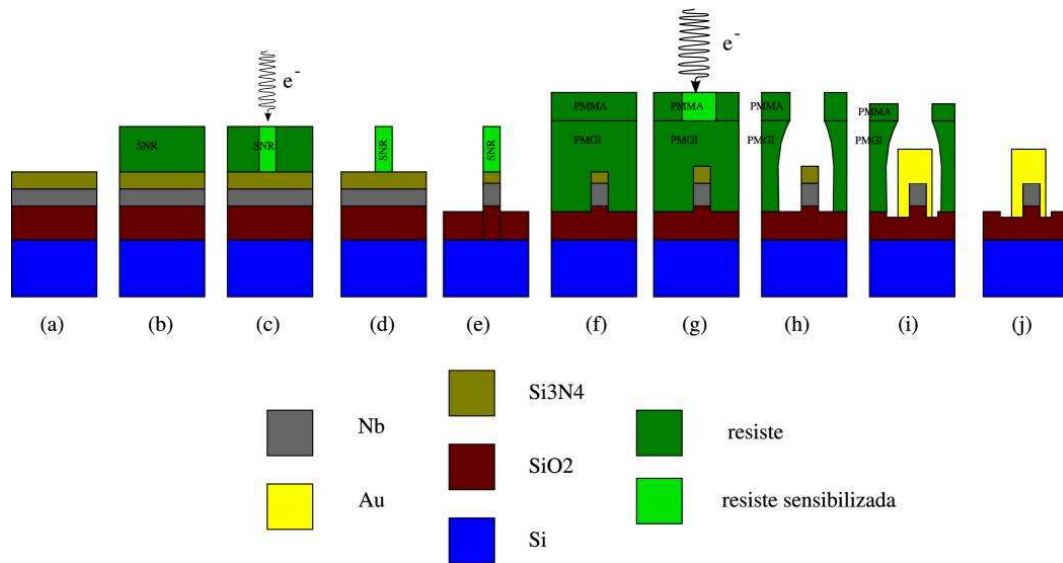 e-
e-
SNR
SNR
SNR
SNR
PMMA
PMGI
PMMA
PMGI
PMMA
PMGI
PMMA
PMGI
(a)
(b)
(c)
(d)
(e)
(f)
(g)
(h)
(i)
(j)
Nb
Au
Si3N4
SiO2
Si
resiste
resiste sensibilizada